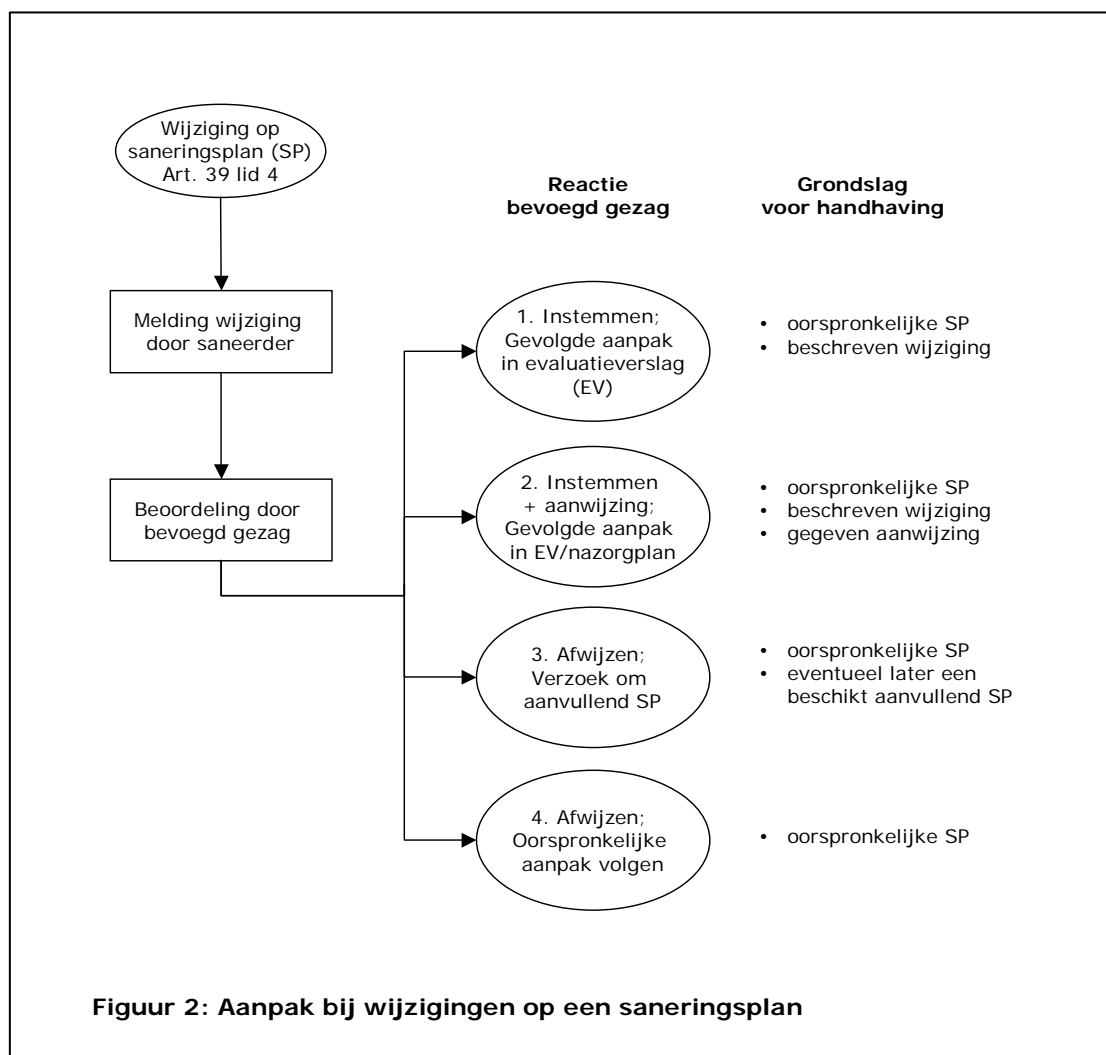 Wijziging op
saneringsplan (SP)
Art. 39 lid 4
Reactie
bevoegd gezag
Grondslag
voor handhaving
Melding wijziging
door saneerder
Beoordeling door
bevoegd gezag
1. Instemmen;
Gevolgde aanpak
in evaluatieverslag
(EV)
• oorspronkelijke SP
• beschreven wijziging
2. Instemmen
+ aanwijzing;
Gevolgde aanpak
in EV/nazorgplan
• oorspronkelijke SP
• beschreven wijziging
• gegeven aanwijzing
3. Afwijzen;
Verzoek om
aanvullend SP
• oorspronkelijke SP
• eventueel later een
beschikt aanvullend SP
4. Afwijzen;
Oorspronkelijke
aanpak volgen
• oorspronkelijke SP
Figuur 2: Aanpak bij wijzigingen op een saneringsplan